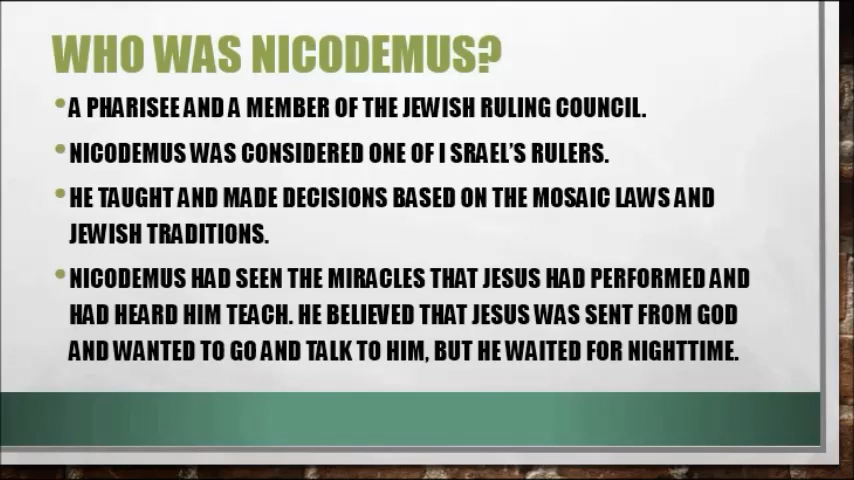 WHO WAS NICODEMUS?
•A PHARISEE AND A MEMBER OF THE JEWISH RULING COUNCIL.
•NICODEMUS WAS CONSIDERED ONE OF I SRAEL'S RULERS.
•HE TAUGHT AND MADE DECISIONS BASED ON THE MOSAIC LAWS AND
JEWISH TRADITIONS.
•NICODEMUS HAD SEEN THE MIRACLES THAT JESUS HAD PERFORMED AND
HAD HEARD HIM TEACH. HE BELIEVED THAT JESUS WAS SENT FROM GOD
AND WANTED TO GO AND TALK TO HIM, BUT HE WAITED FOR NIGHTTIME.